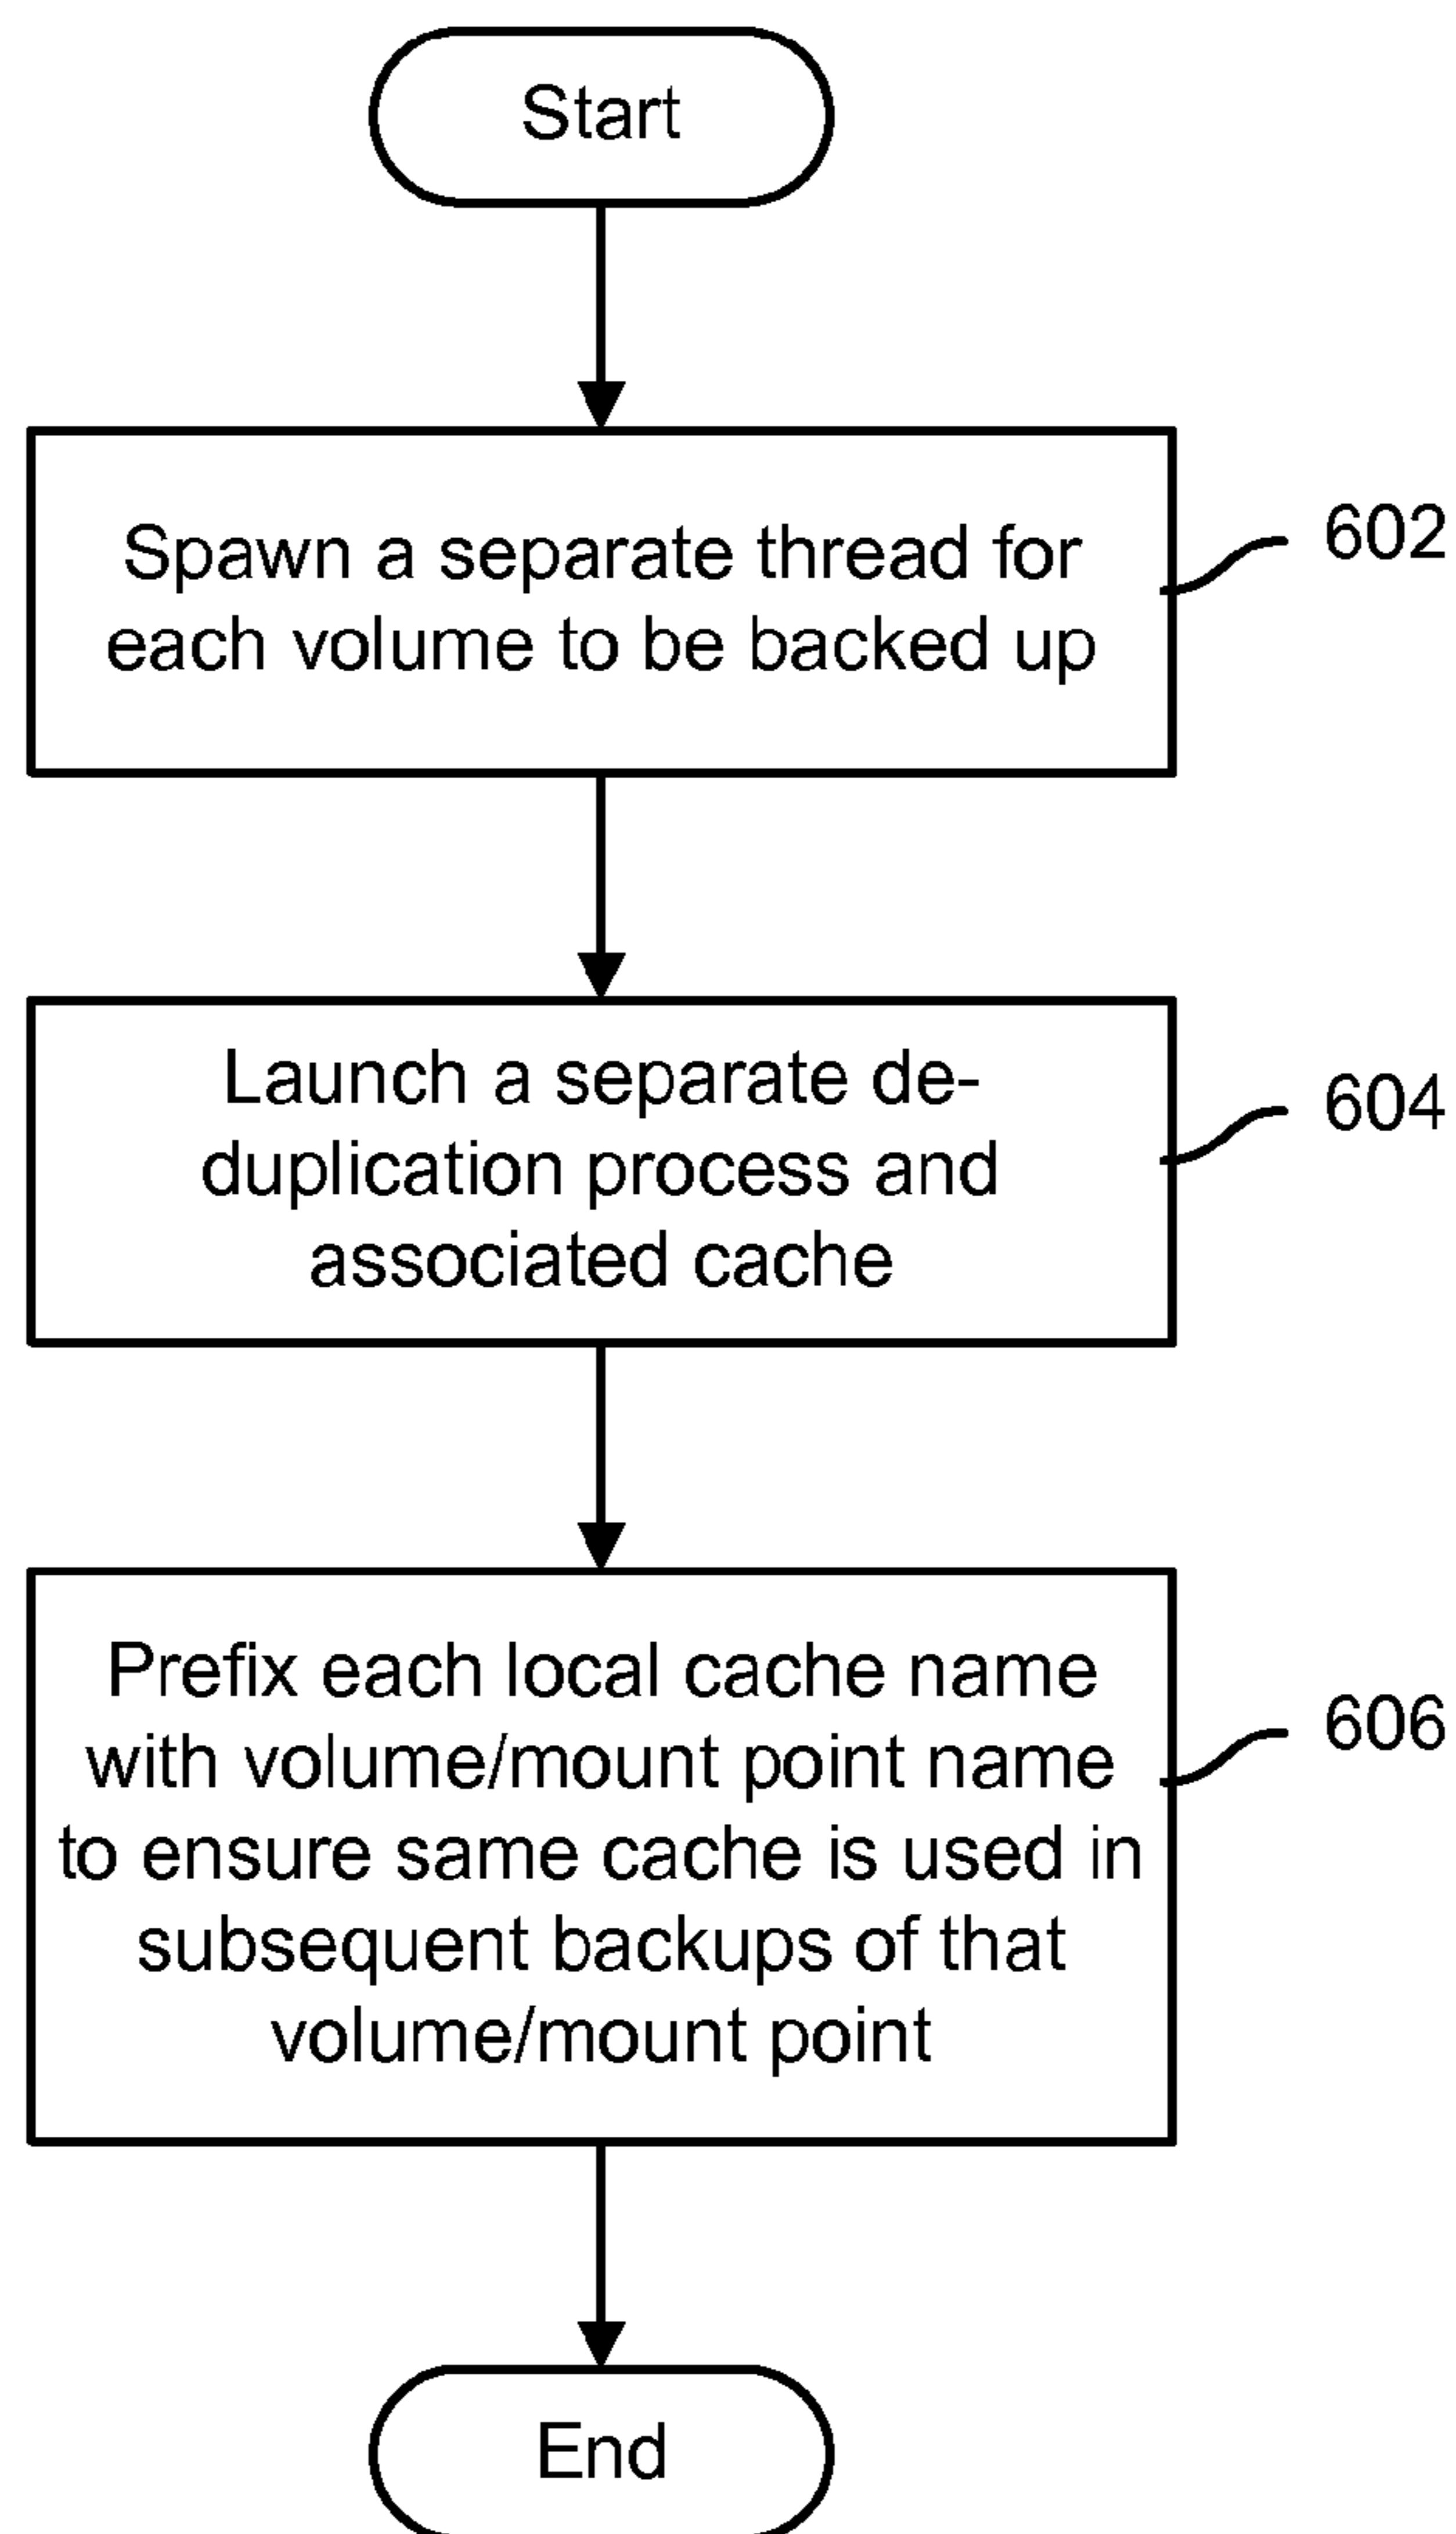 Start
Spawn a separate thread for
each volume to be backed up
602
Launch a separate de-
duplication process and
associated cache
604
Prefix each local cache name
with volume/mount point name
to ensure same cache is used in
subsequent backups of that
volume/mount point
606
End